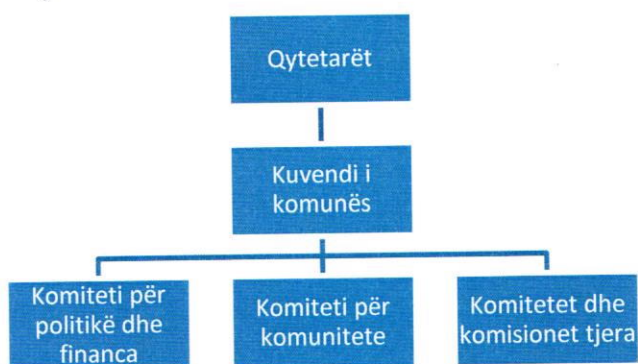 Qytetarët
Kuvendi i
komunës
Komiteti për
politikë dhe
financa
Komiteti për
komunitete
Komitetet dhe
komisionet tjera